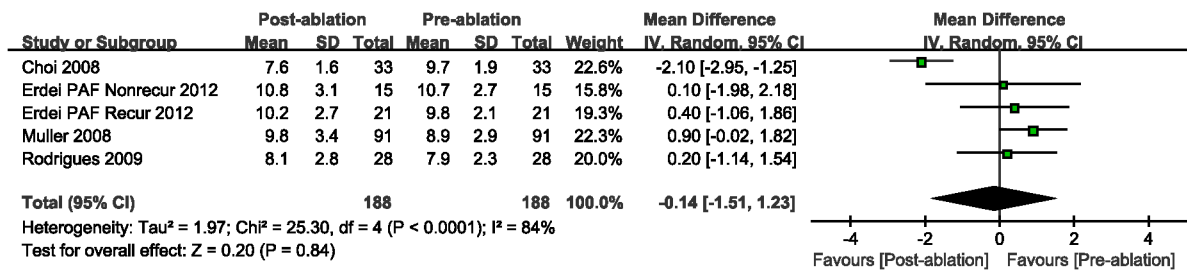 Post-ablation Pre-ablation Mean Difference Mean Difference
Study or Subgroup Mean SD Total Mean SD Total Weight IV. Random. 95% CI IV. Random. 95% CI
Choi 2008 7.6 1.6 33 9.7 1.9 33 22.6% -2.10 [-2.95, -1.25]
Erdei PAF Nonrecur 2012 10.8 3.1 15 10.7 2.7 15 15.8% 0.10 [-1.98, 2.18]
Erdei PAF Recur 2012 10.2 2.7 21 9.8 2.1 21 19.3% 0.40 [-1.06, 1.86]
Muller 2008 9.8 3.4 91 8.9 2.9 91 22.3% 0.90 [-0.02, 1.82]
Rodrigues 2009 8.1 2.8 28 7.9 2.3 28 20.0% 0.20 [-1.14, 1.54]
Total (95% CI) 188 188 100.0% -0.14 [-1.51, 1.23]
Heterogeneity: Tau² = 1.97; Chi² = 25.30, df = 4 (P < 0.0001); I² = 84%
Test for overall effect: Z = 0.20 (P = 0.84)
-4 -2 0 2 4
Favours [Post-ablation] Favours [Pre-ablation]